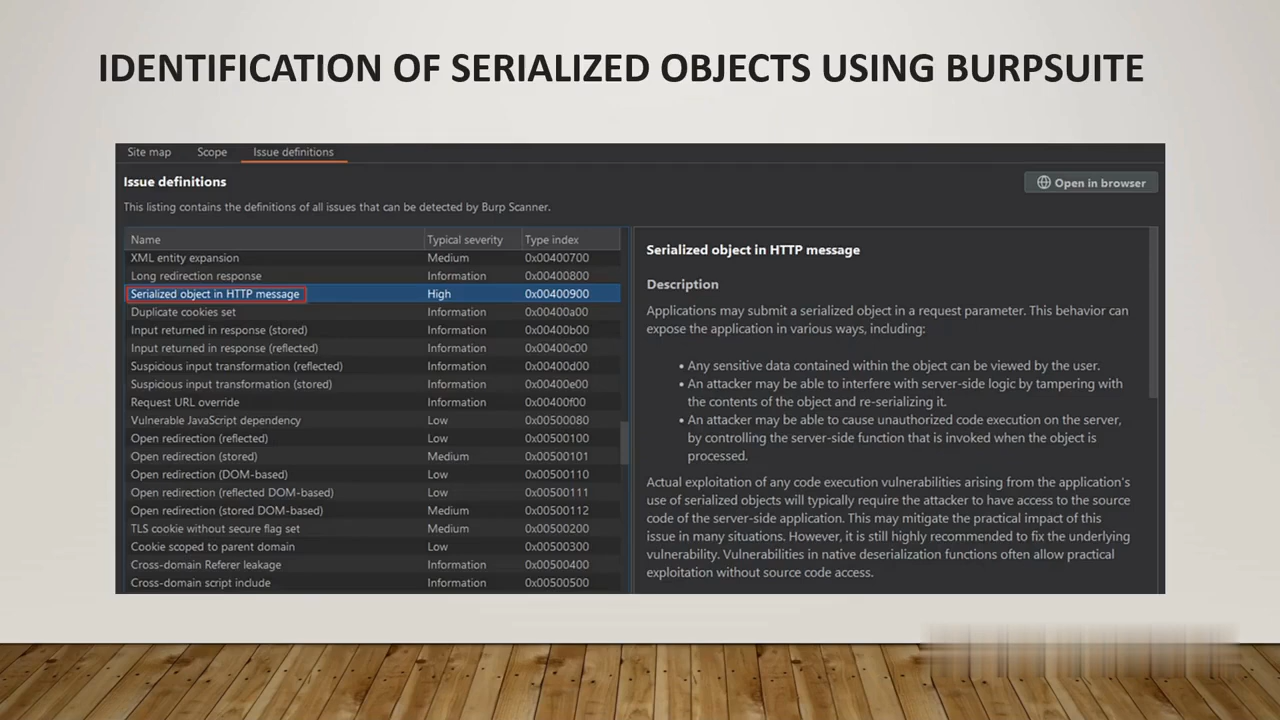 IDENTIFICATION OF SERIALIZED OBJECTS USING BURPSUITE
Site map Scope Issue definitions
Issue definitions
Open in browser
This listing contains the definitions of all issues that can be detected by Burp Scanner.
Name Typical severity Type index
XML entity expansion Medium 0x00400700
Long redirection response Information 0x00400800
Serialized object in HTTP message High 0x00400900
Duplicate cookies set Information 0x00400a00
Input returned in response (stored) Information 0x00400b00
Input returned in response (reflected) Information 0x00400c00
Suspicious input transformation (reflected) Information 0x00400d00
Suspicious input transformation (stored) Information 0x00400e00
Request URL override Information 0x00400f00
Vulnerable JavaScript dependency Low 0x00500080
Open redirection (reflected) Low 0x00500100
Open redirection (stored) Medium 0x00500101
Open redirection (DOM-based) Low 0x00500110
Open redirection (reflected DOM-based) Low 0x00500111
Open redirection (stored DOM-based) Medium 0x00500112
TLS cookie without secure flag set Medium 0x00500200
Cookie scoped to parent domain Low 0x00500300
Cross-domain Referer leakage Information 0x00500400
Cross-domain script include Information 0x00500500
Serialized object in HTTP message
Description
Applications may submit a serialized object in a request parameter. This behavior can
expose the application in various ways, including:
• Any sensitive data contained within the object can be viewed by the user.
• An attacker may be able to interfere with server-side logic by tampering with
the contents of the object and re-serializing it.
• An attacker may be able to cause unauthorized code execution on the server,
by controlling the server-side function that is invoked when the object is
processed.
Actual exploitation of any code execution vulnerabilities arising from the application's
use of serialized objects will typically require the attacker to have access to the source
code of the server-side application. This may mitigate the practical impact of this
issue in many situations. However, it is still highly recommended to fix the underlying
vulnerability. Vulnerabilities in native deserialization functions often allow practical
exploitation without source code access.